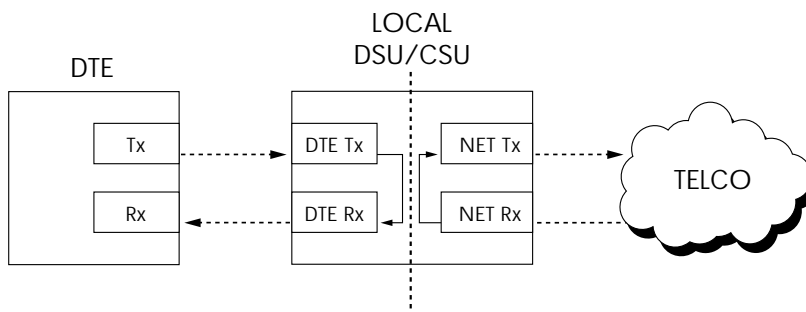 LOCAL
DSU/CSU
DTE
Tx
DTE Tx
NET Tx
TELCO
Rx
DTE Rx
NET Rx